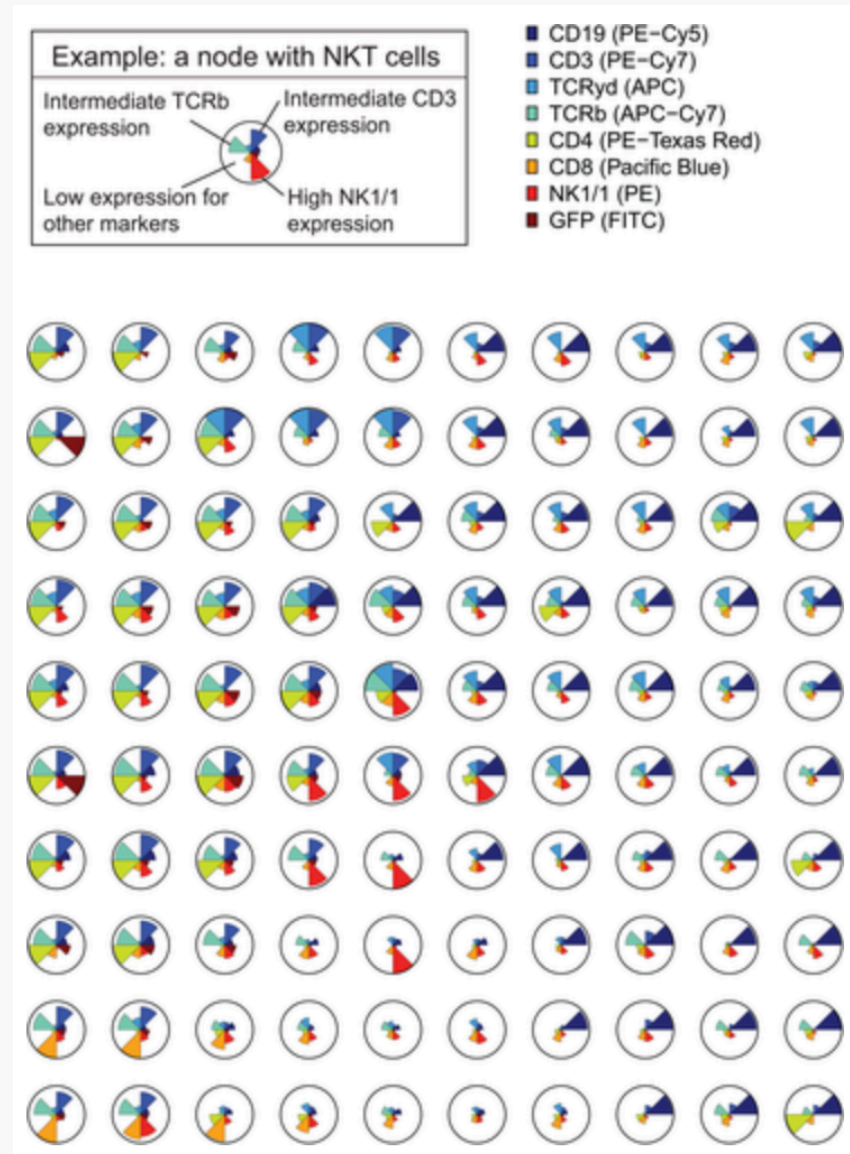 Example: a node with NKT cells
Intermediate TCRb
expression
Intermediate CD3
expression
Low expression for
other markers
High NK1/1
expression
CD19 (PE-Cy5)
CD3 (PE-Cy7)
TCRyd (APC)
TCRb (APC-Cy7)
CD4 (PE-Texas Red)
CD8 (Pacific Blue)
NK1/1 (PE)
GFP (FITC)